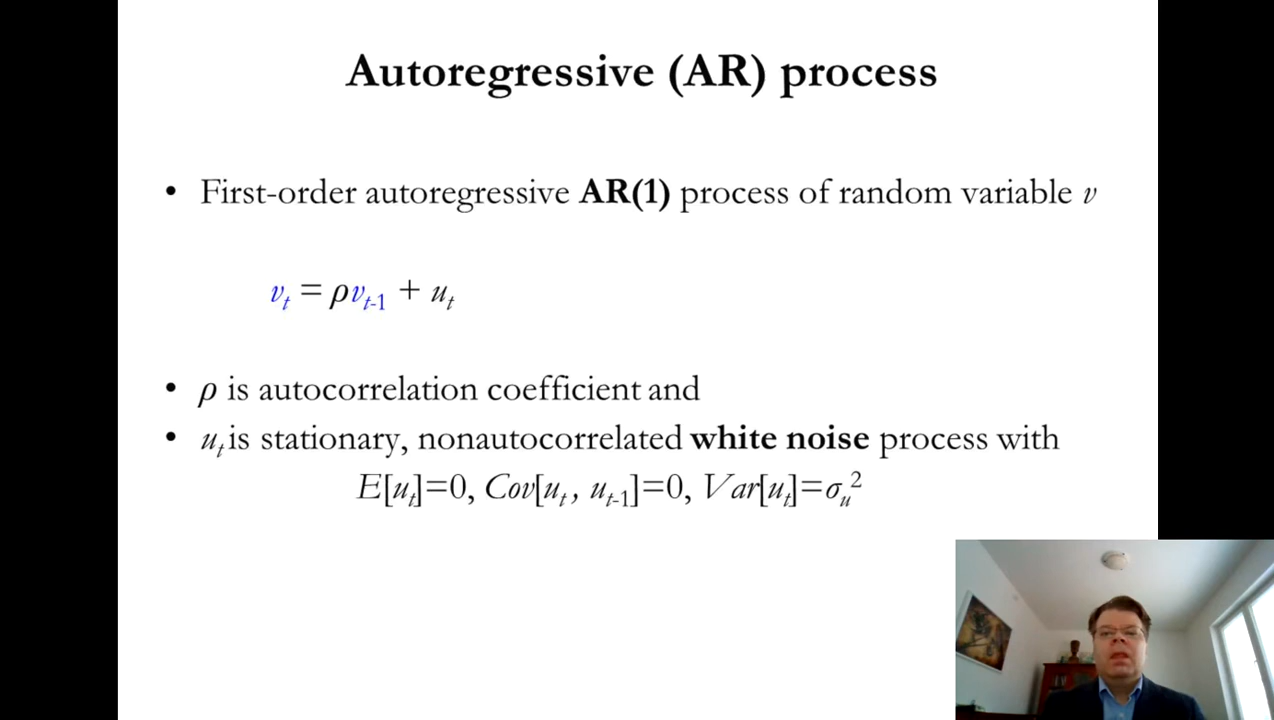 Autoregressive (AR) process
• First-order autoregressive AR(1) process of random variable v
vₜ = ρvₜ₋₁ + uₜ
• ρ is autocorrelation coefficient and
• uₜ is stationary, nonautocorrelated white noise process with
E[uₜ]=0, Cov[uₜ, uₜ₋₁]=0, Var[uₜ]=σᵤ²